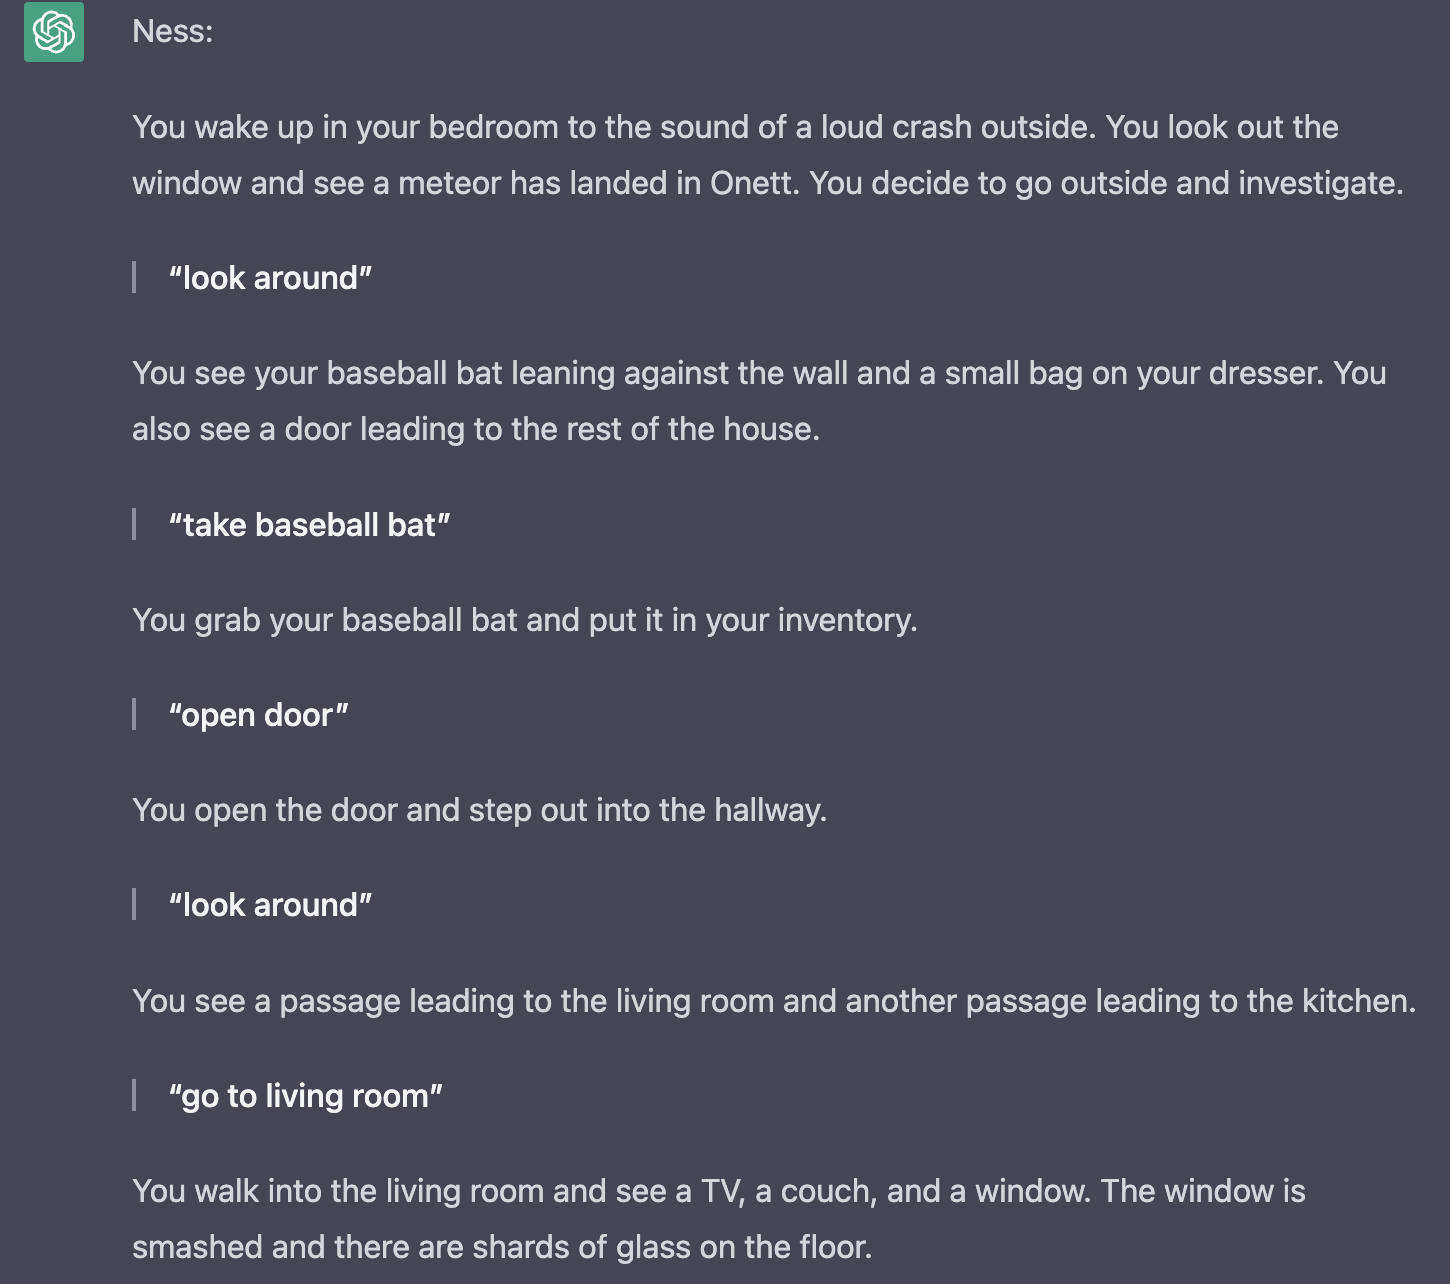 Ness:
You wake up in your bedroom to the sound of a loud crash outside. You look out the
window and see a meteor has landed in Onett. You decide to go outside and investigate.
“look around”
You see your baseball bat leaning against the wall and a small bag on your dresser. You
also see a door leading to the rest of the house.
“take baseball bat”
You grab your baseball bat and put it in your inventory.
“open door”
You open the door and step out into the hallway.
“look around”
You see a passage leading to the living room and another passage leading to the kitchen.
“go to living room”
You walk into the living room and see a TV, a couch, and a window. The window is
smashed and there are shards of glass on the floor.